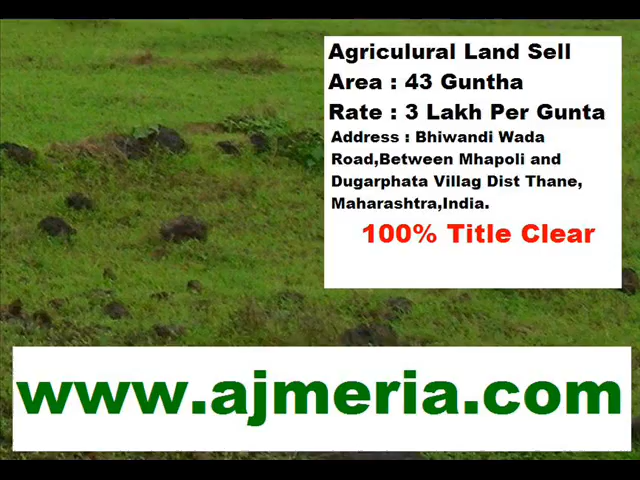 Agriculural Land Sell
Area : 43 Guntha
Rate : 3 Lakh Per Gunta
Address : Bhiwandi Wada
Road,Between Mhapoli and
Dugarphata Villag Dist Thane,
Maharashtra,India.
100% Title Clear
www.ajmeria.com